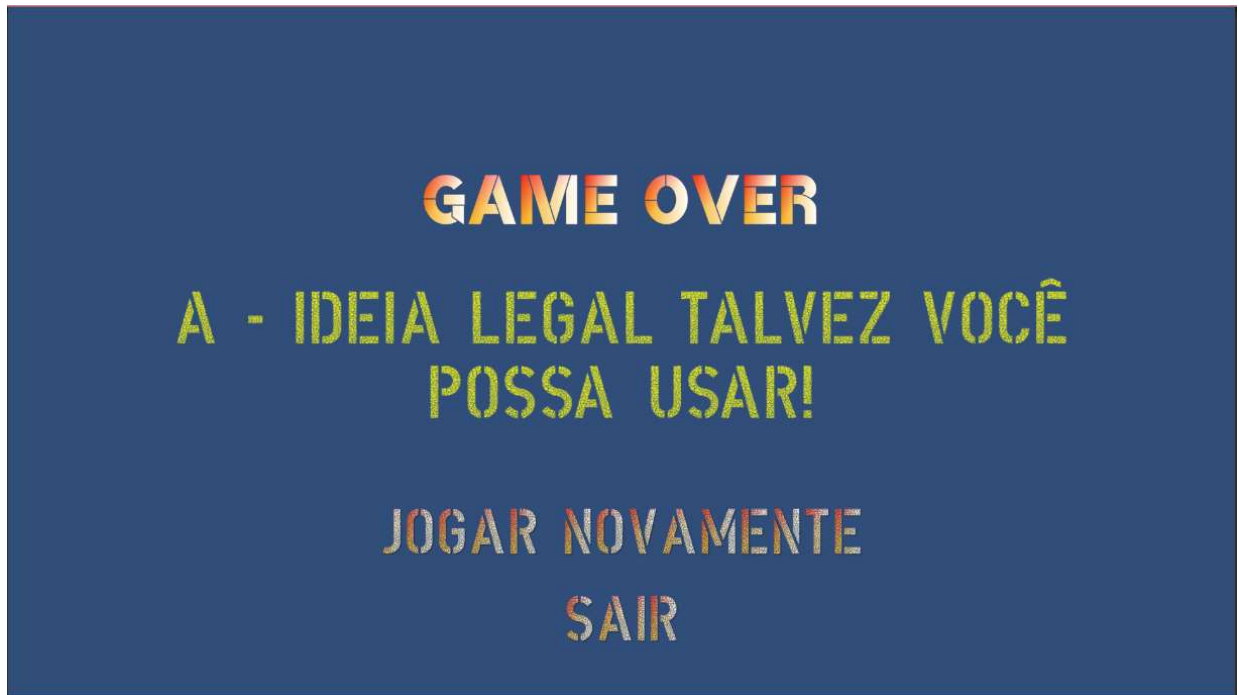 GAME OVER
A - IDEIA LEGAL TALVEZ VOCÊ
POSSA USAR!
JOGAR NOVAMENTE
SAIR